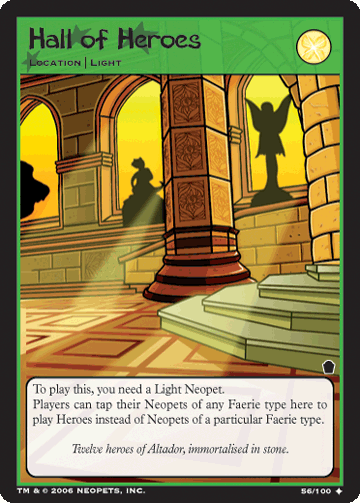 Hall of Heroes
Location | Light
To play this, you need a Light Neopet.
Players can tap their Neopets of any Faerie type here to
play Heroes instead of Neopets of a particular Faerie type.
Twelve heroes of Altador, immortalised in stone.
TM & © 2006 NEOPETS, INC.
56/100 ♦